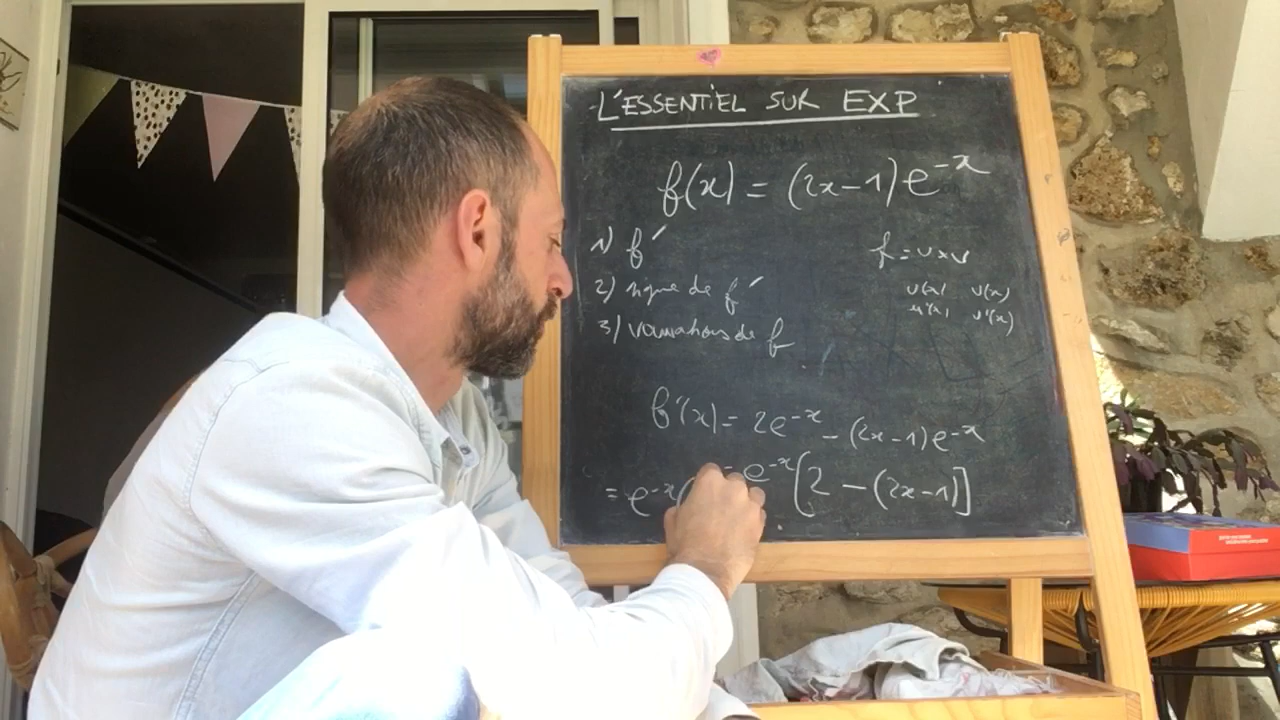 L'ESSENTIEL SUR EXP
f(x) = (2x-1)e^{-x}
1) f'
2) signe de f'
3) variations de f
f = u×v
u(x) v(x)
u'(x) v'(x)
f'(x) = 2e^{-x} - (2x-1)e^{-x}
= e^{-x}[2 - (2x-1)]
= e^{-x}(